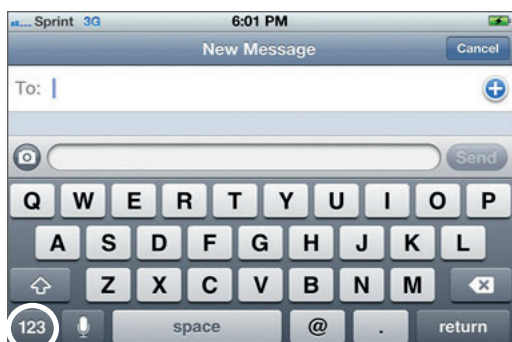 Sprint 3G 6:01 PM
New Message Cancel
To:
Send
Q W E R T Y U I O P
A S D F G H J K L
Z X C V B N M
123 space @ . return